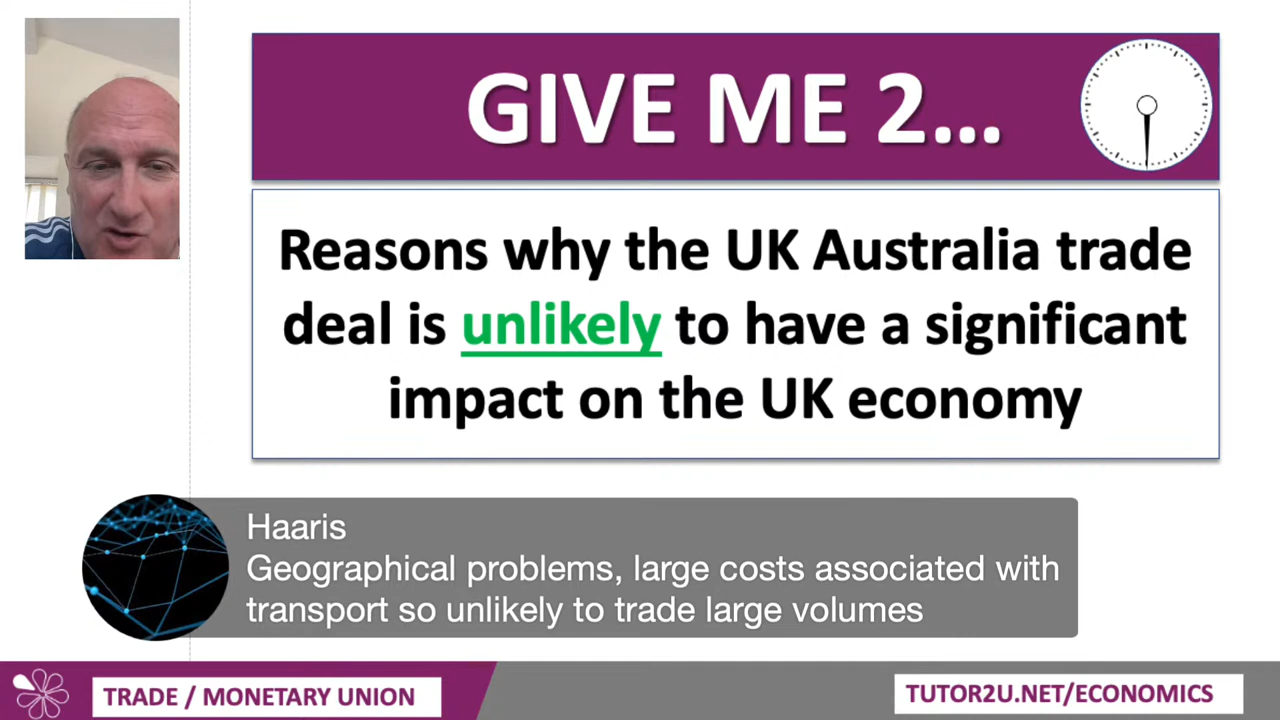 GIVE ME 2...
Reasons why the UK Australia trade
deal is unlikely to have a significant
impact on the UK economy
Haaris
Geographical problems, large costs associated with
transport so unlikely to trade large volumes
TRADE / MONETARY UNION
TUTOR2U.NET/ECONOMICS